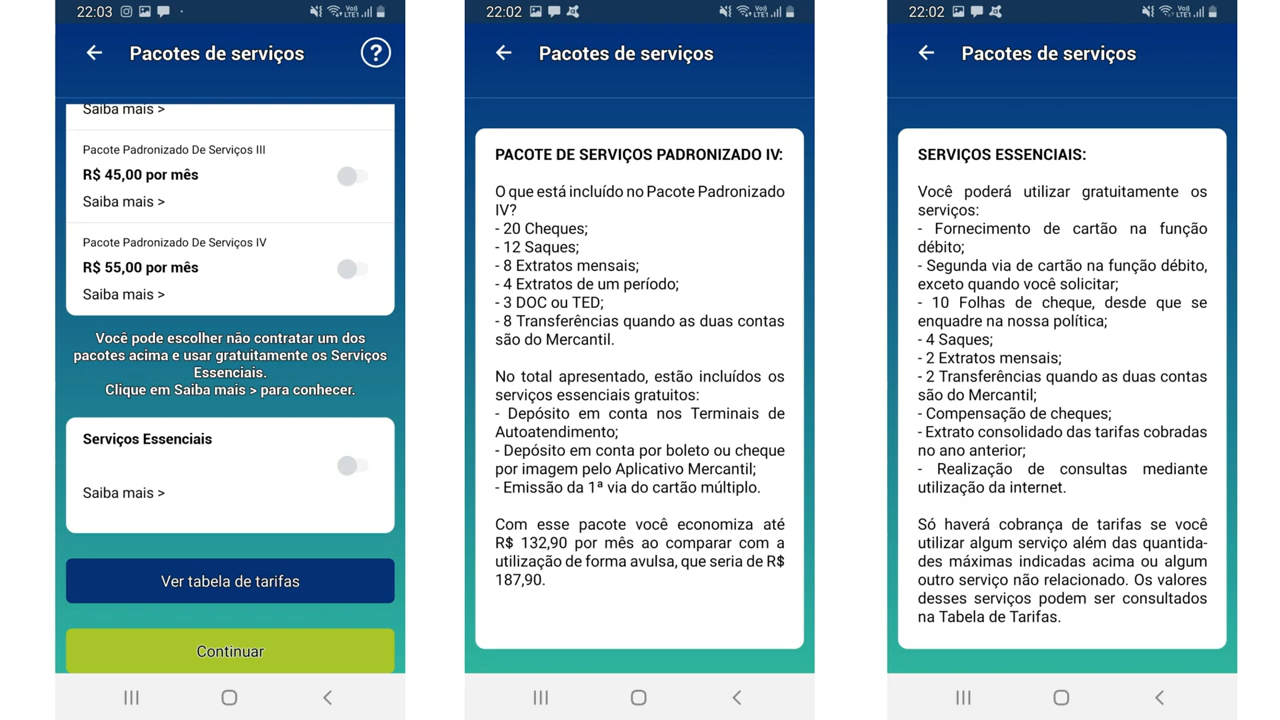 22:03
Pacotes de serviços
?
Saiba mais >
Pacote Padronizado De Serviços III
R$ 45,00 por mês
Saiba mais >
Pacote Padronizado De Serviços IV
R$ 55,00 por mês
Saiba mais >
Você pode escolher não contratar um dos
pacotes acima e usar gratuitamente os Serviços
Essenciais.
Clique em Saiba mais > para conhecer.
Serviços Essenciais
Saiba mais >
Ver tabela de tarifas
Continuar
22:02
Pacotes de serviços
PACOTE DE SERVIÇOS PADRONIZADO IV:
O que está incluído no Pacote Padronizado
IV?
- 20 Cheques;
- 12 Saques;
- 8 Extratos mensais;
- 4 Extratos de um período;
- 3 DOC ou TED;
- 8 Transferências quando as duas contas
são do Mercantil.
No total apresentado, estão incluídos os
serviços essenciais gratuitos:
- Depósito em conta nos Terminais de
Autoatendimento;
- Depósito em conta por boleto ou cheque
por imagem pelo Aplicativo Mercantil;
- Emissão da 1ª via do cartão múltiplo.
Com esse pacote você economiza até
R$ 132,90 por mês ao comparar com a
utilização de forma avulsa, que seria de R$
187,90.
22:02
Pacotes de serviços
SERVIÇOS ESSENCIAIS:
Você poderá utilizar gratuitamente os
serviços:
- Fornecimento de cartão na função
débito;
- Segunda via de cartão na função débito,
exceto quando você solicitar;
- 10 Folhas de cheque, desde que se
enquadre na nossa política;
- 4 Saques;
- 2 Extratos mensais;
- 2 Transferências quando as duas contas
são do Mercantil;
- Compensação de cheques;
- Extrato consolidado das tarifas cobradas
no ano anterior;
- Realização de consultas mediante
utilização da internet.
Só haverá cobrança de tarifas se você
utilizar algum serviço além das quantida-
des máximas indicadas acima ou algum
outro serviço não relacionado. Os valores
desses serviços podem ser consultados
na Tabela de Tarifas.